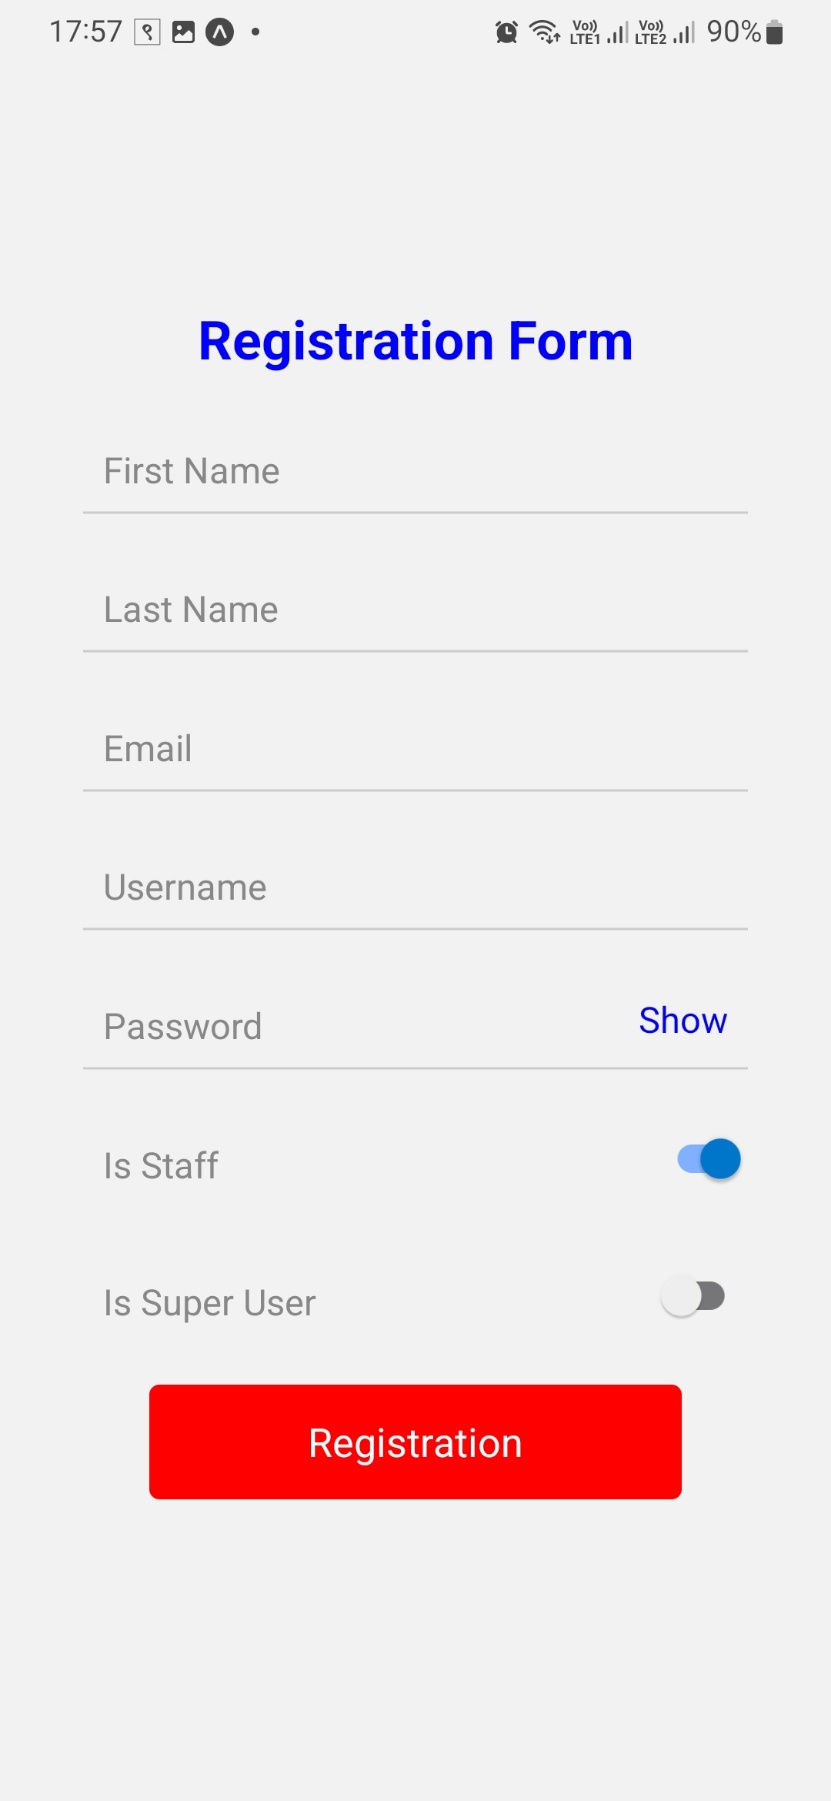 17:57 Vo)) LTE1 Vo)) LTE2 90%
Registration Form
First Name
Last Name
Email
Username
Password Show
Is Staff
Is Super User
Registration